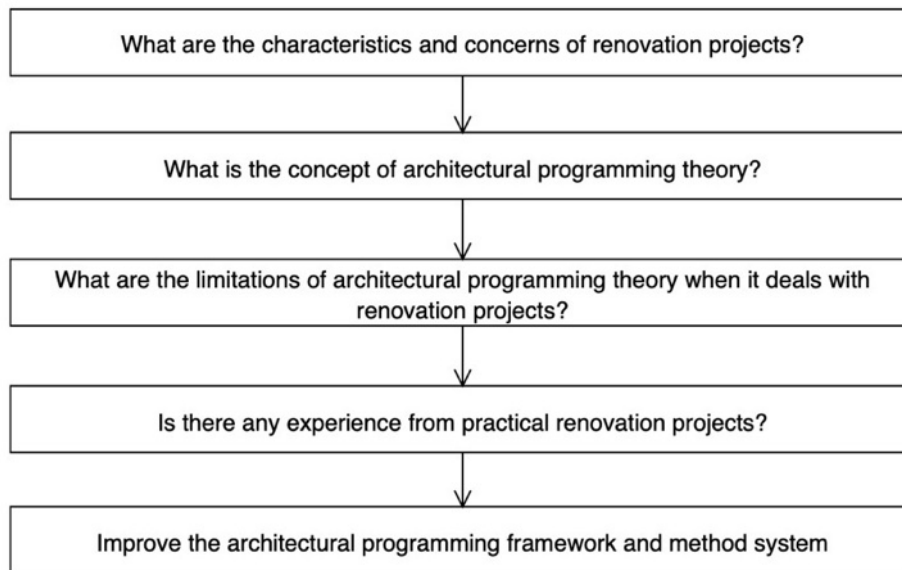 What are the characteristics and concerns of renovation projects?
What is the concept of architectural programming theory?
What are the limitations of architectural programming theory when it deals with
renovation projects?
Is there any experience from practical renovation projects?
Improve the architectural programming framework and method system